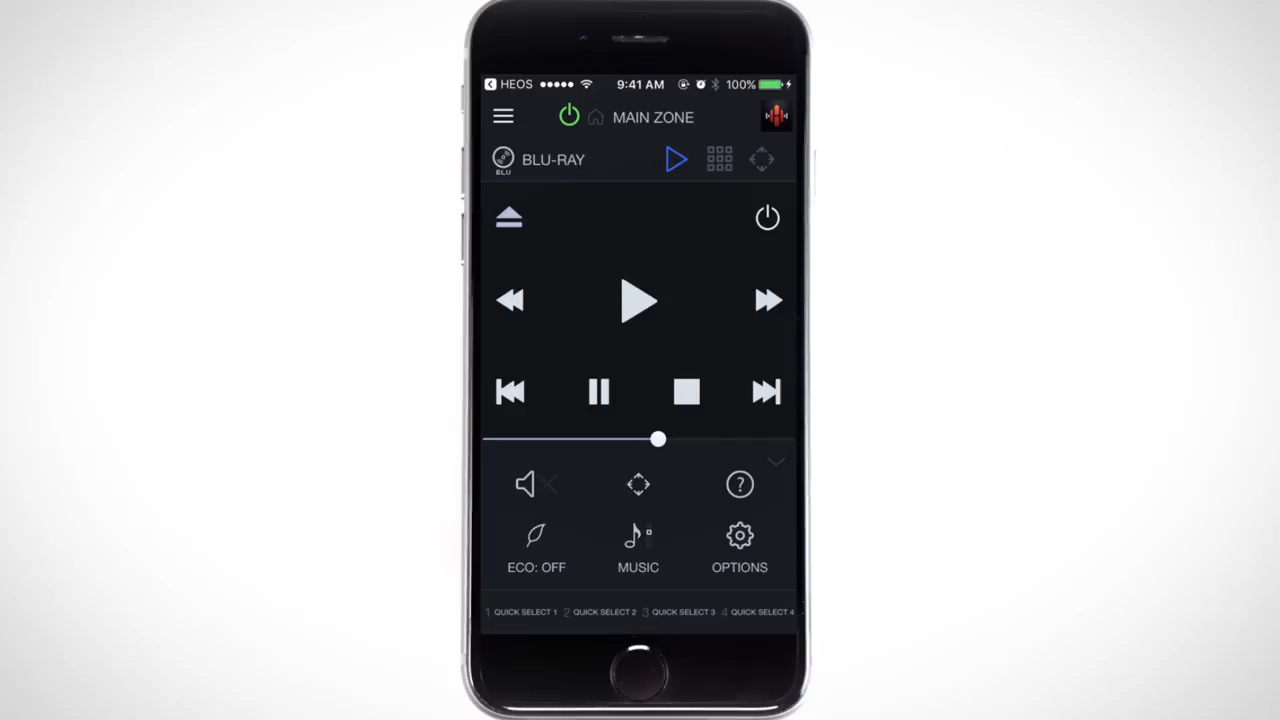 HEOS 9:41 AM 100%
MAIN ZONE
BLU-RAY
BLU
?
ECO: OFF MUSIC OPTIONS
1 QUICK SELECT 1 2 QUICK SELECT 2 3 QUICK SELECT 3 4 QUICK SELECT 4